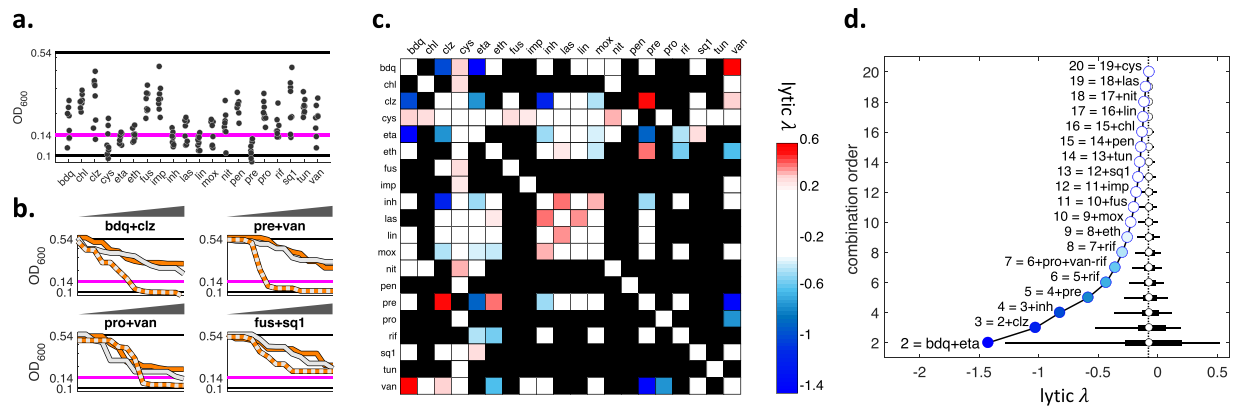 a.
0.54
0.14
0.1
OD600
bdq chl clz cys eta eth fus imp inh las lin mox nit pen pre pro rif sq1 tun van
b.
bdq+clz
pre+van
0.54
0.14
0.1
0.54
0.14
0.1
OD600
pro+van
fus+sq1
0.54
0.14
0.1
0.54
0.14
0.1
OD600
c.
bdq chl clz cys eta eth fus imp inh las lin mox nit pen pre pro rif sq1 tun van
bdq
chl
clz
cys
eta
eth
fus
imp
inh
las
lin
mox
nit
pen
pre
pro
rif
sq1
tun
van
lytic λ
0.6
0.2
-0.4
-1
-1.4
d.
combination order
20
18
16
14
12
10
8
6
4
2
20 = 19+cys
19 = 18+las
18 = 17+nit
17 = 16+lin
16 = 15+chl
15 = 14+pen
14 = 13+tun
13 = 12+sq1
12 = 11+imp
11 = 10+fus
10 = 9+mox
9 = 8+eth
8 = 7+rif
7 = 6+pro+van-rif
6 = 5+rif
5 = 4+pre
4 = 3+inh
3 = 2+clz
2 = bdq+eta
-2 -1.5 -1 -0.5 0 0.5
lytic λ